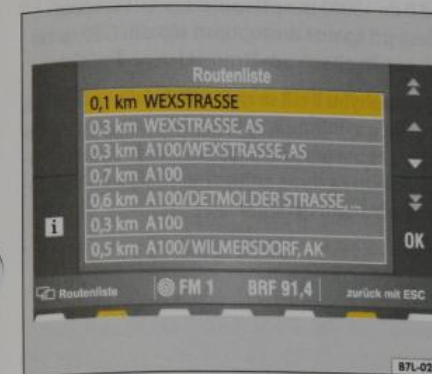 Routenliste
0,1 km WEXSTRASSE
0,3 km WEXSTRASSE, AS
0,3 km A100/WEXSTRASSE, AS
0,7 km A100
0,6 km A100/DETMOLDER STRASSE, ...
0,3 km A100
0,5 km A100/ WILMERSDORF, AK
i
OK
Routenliste FM 1 BRF 91,4 zurück mit ESC